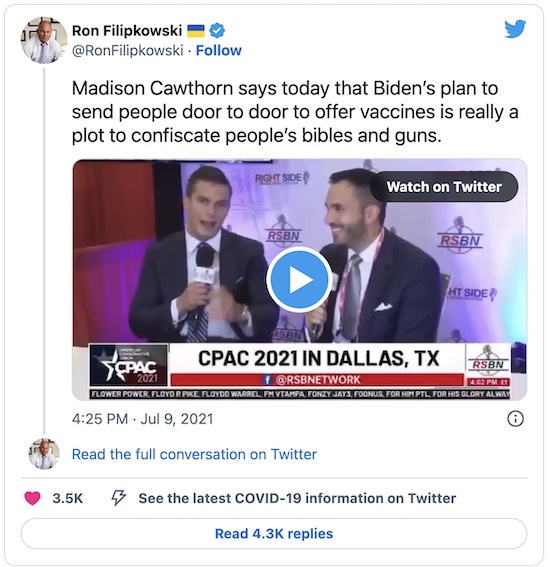 Ron Filipkowski
@RonFilipkowski · Follow
Madison Cawthorn says today that Biden's plan to
send people door to door to offer vaccines is really a
plot to confiscate people's bibles and guns.
Watch on Twitter
RIGHT SIDE
RSBN
RSBN
HT SIDE
RSBN
CPAC
2021
CPAC 2021 IN DALLAS, TX
@RSBNETWORK
RSBN
4:02 PM ET
FLOWER POWER, FLOYD R PIKE, FLOYDD WARREL, FM VTAMPA, FONZY JAY3, FOONUS, FOR HIM PTL, FOR HIS GLORY ALWAY
4:25 PM · Jul 9, 2021
Read the full conversation on Twitter
3.5K
See the latest COVID-19 information on Twitter
Read 4.3K replies